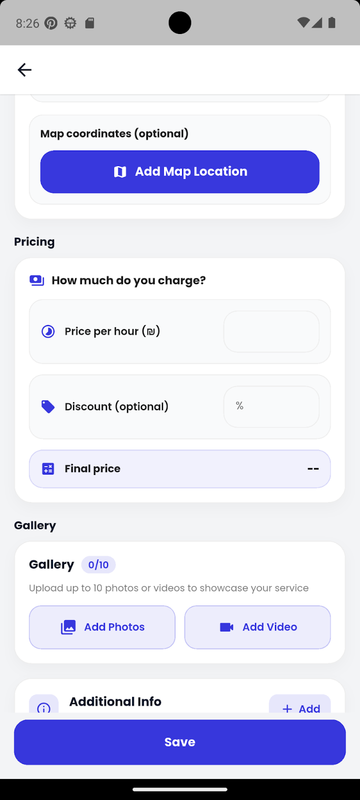 8:26
Map coordinates (optional)
Add Map Location
Pricing
How much do you charge?
Price per hour (₪)
Discount (optional)
%
Final price
--
Gallery
Gallery
0/10
Upload up to 10 photos or videos to showcase your service
Add Photos
Add Video
Additional Info
+ Add
Save